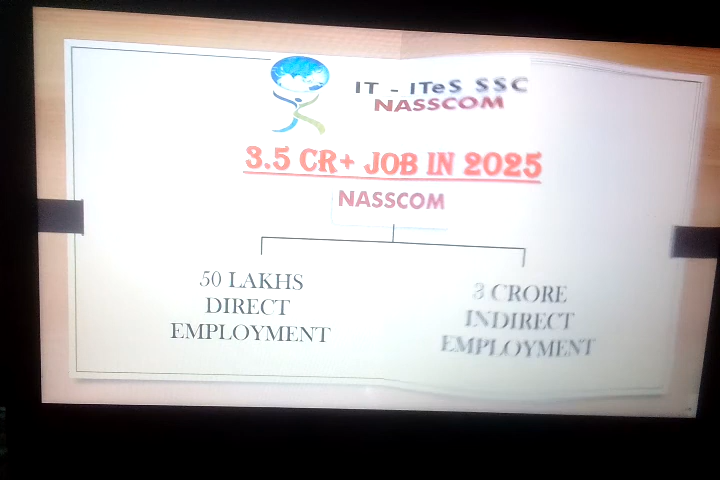 IT - ITeS SSC
NASSCOM
3.5 CR+ JOB IN 2025
NASSCOM
50 LAKHS
DIRECT
EMPLOYMENT
3 CRORE
INDIRECT
EMPLOYMENT